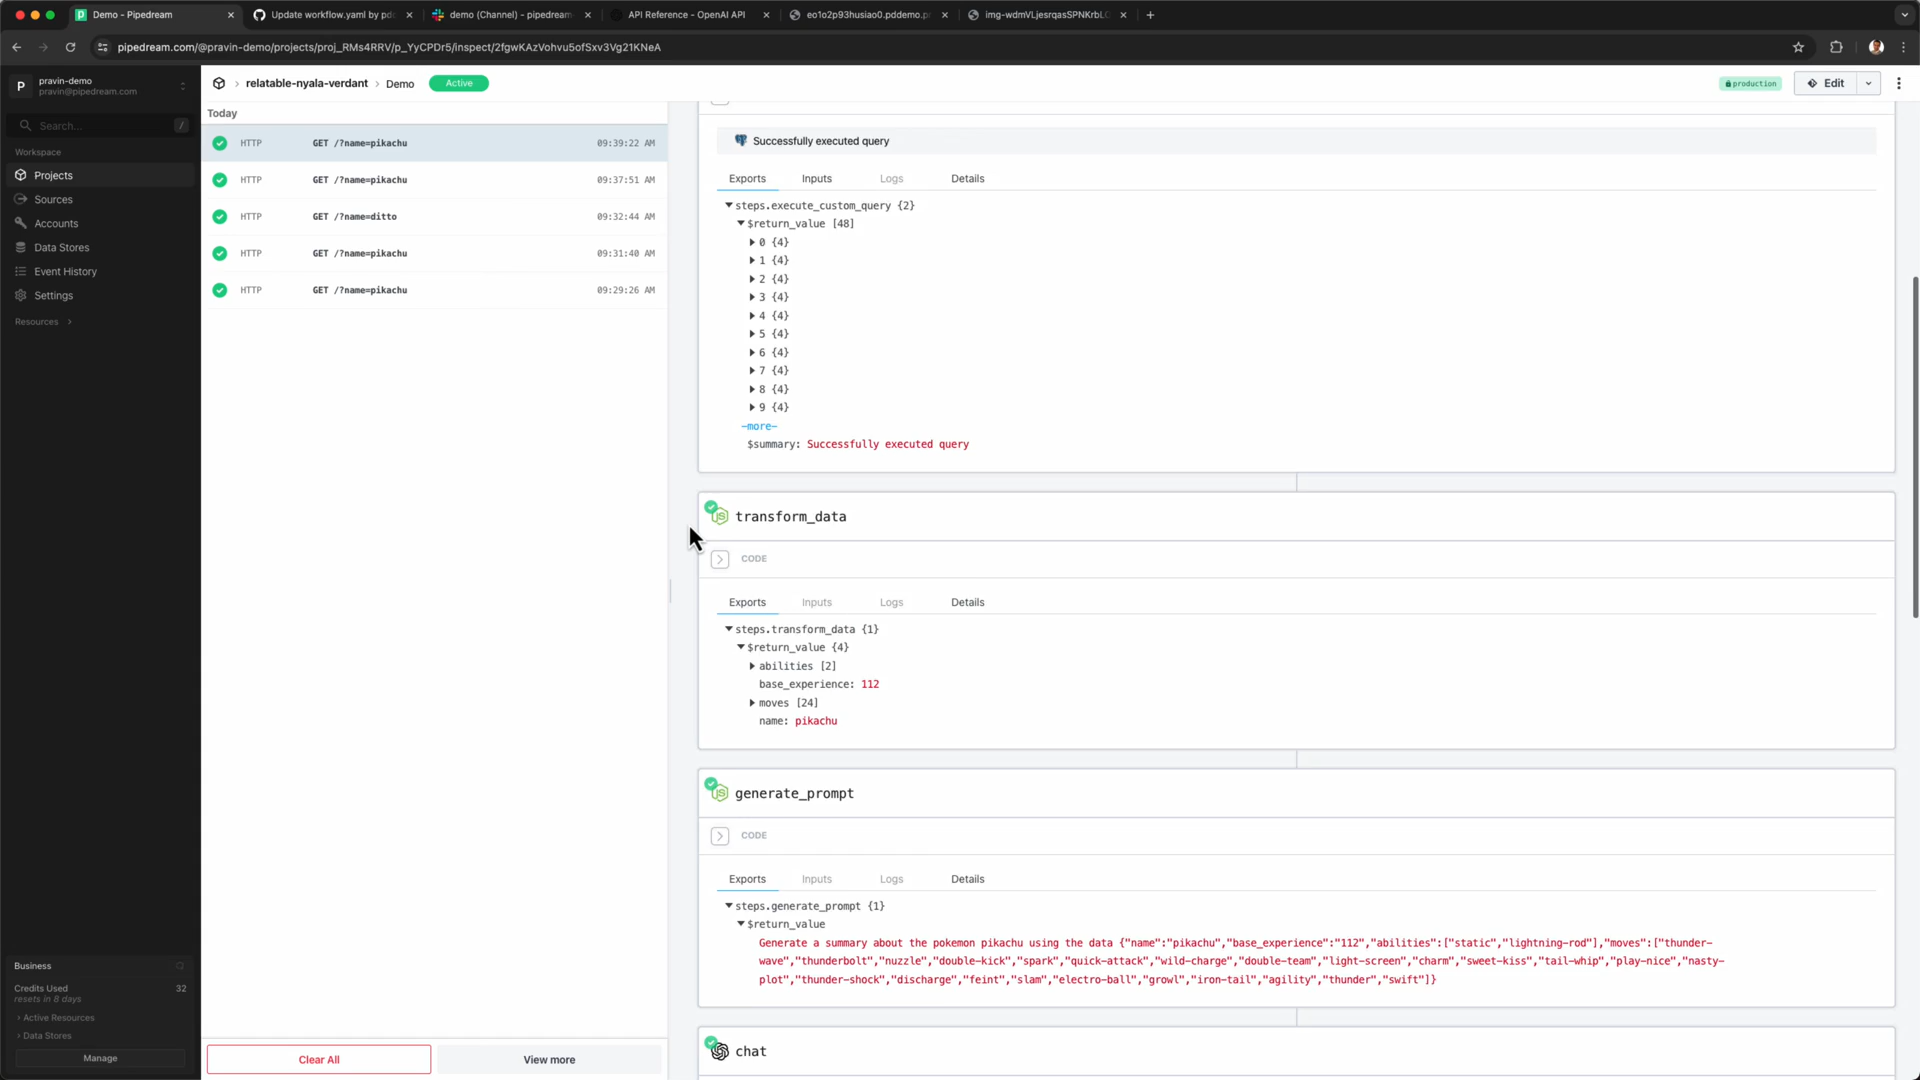 Demo - Pipedream
Update workflow.yaml by pdc
demo (Channel) - pipedream
API Reference - OpenAI API
eo1o2p93husiao0.pddemo.p
img-wdmVLjesrqasSPNKrbL
pipedream.com/@pravin-demo/projects/proj_RMs4RRV/p_YyCPDr5/inspect/2fgwKAzVohvu5ofSxv3Vg21KNeA
P
pravin-demo
pravin@pipedream.com
Search...
/
Workspace
Projects
Sources
Accounts
Data Stores
Event History
Settings
Resources
Business
Credits Used 32
resets in 8 days
Active Resources
Data Stores
Manage
relatable-nyala-verdant > Demo Active
production
Edit
Today
HTTP GET /?name=pikachu 09:39:22 AM
HTTP GET /?name=pikachu 09:37:51 AM
HTTP GET /?name=ditto 09:32:44 AM
HTTP GET /?name=pikachu 09:31:40 AM
HTTP GET /?name=pikachu 09:29:26 AM
Clear All
View more
Successfully executed query
Exports Inputs Logs Details
steps.execute_custom_query {2}
$return_value [48]
0 {4}
1 {4}
2 {4}
3 {4}
4 {4}
5 {4}
6 {4}
7 {4}
8 {4}
9 {4}
-more-
$summary: Successfully executed query
transform_data
CODE
Exports Inputs Logs Details
steps.transform_data {1}
$return_value {4}
abilities [2]
base_experience: 112
moves [24]
name: pikachu
generate_prompt
CODE
Exports Inputs Logs Details
steps.generate_prompt {1}
$return_value
Generate a summary about the pokemon pikachu using the data {"name":"pikachu","base_experience":"112","abilities":["static","lightning-rod"],"moves":["thunder-
wave","thunderbolt","nuzzle","double-kick","spark","quick-attack","wild-charge","double-team","light-screen","charm","sweet-kiss","tail-whip","play-nice","nasty-
plot","thunder-shock","discharge","feint","slam","electro-ball","growl","iron-tail","agility","thunder","swift"]}
chat